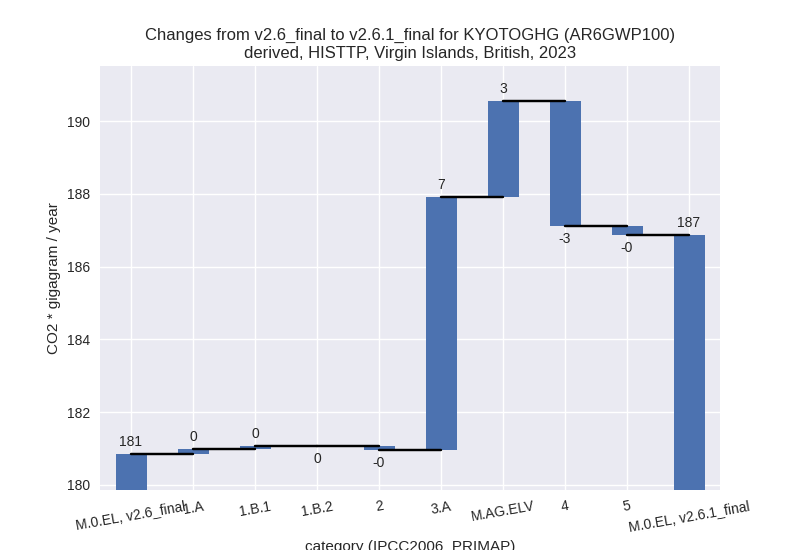 Changes from v2.6_final to v2.6.1_final for KYOTOGHG (AR6GWP100)
derived, HISTTP, Virgin Islands, British, 2023
CO2 * gigagram / year
190
188
186
184
182
180
181
0
0
0
-0
7
3
-3
-0
187
M.0.EL, v2.6_final
1.A
1.B.1
1.B.2
2
3.A
M.AG.ELV
4
5
M.0.EL, v2.6.1_final
category (IPCC2006_PRIMAP)